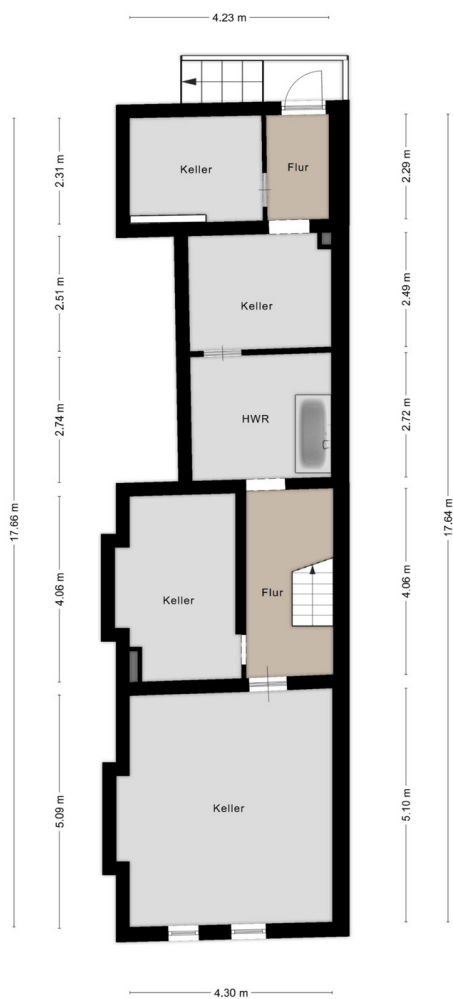 4.23 m
2.31 m
Keller
Flur
2.29 m
2.51 m
Keller
2.49 m
2.74 m
HWR
2.72 m
17.66 m
17.64 m
4.06 m
Keller
Flur
4.06 m
5.09 m
Keller
5.10 m
4.30 m